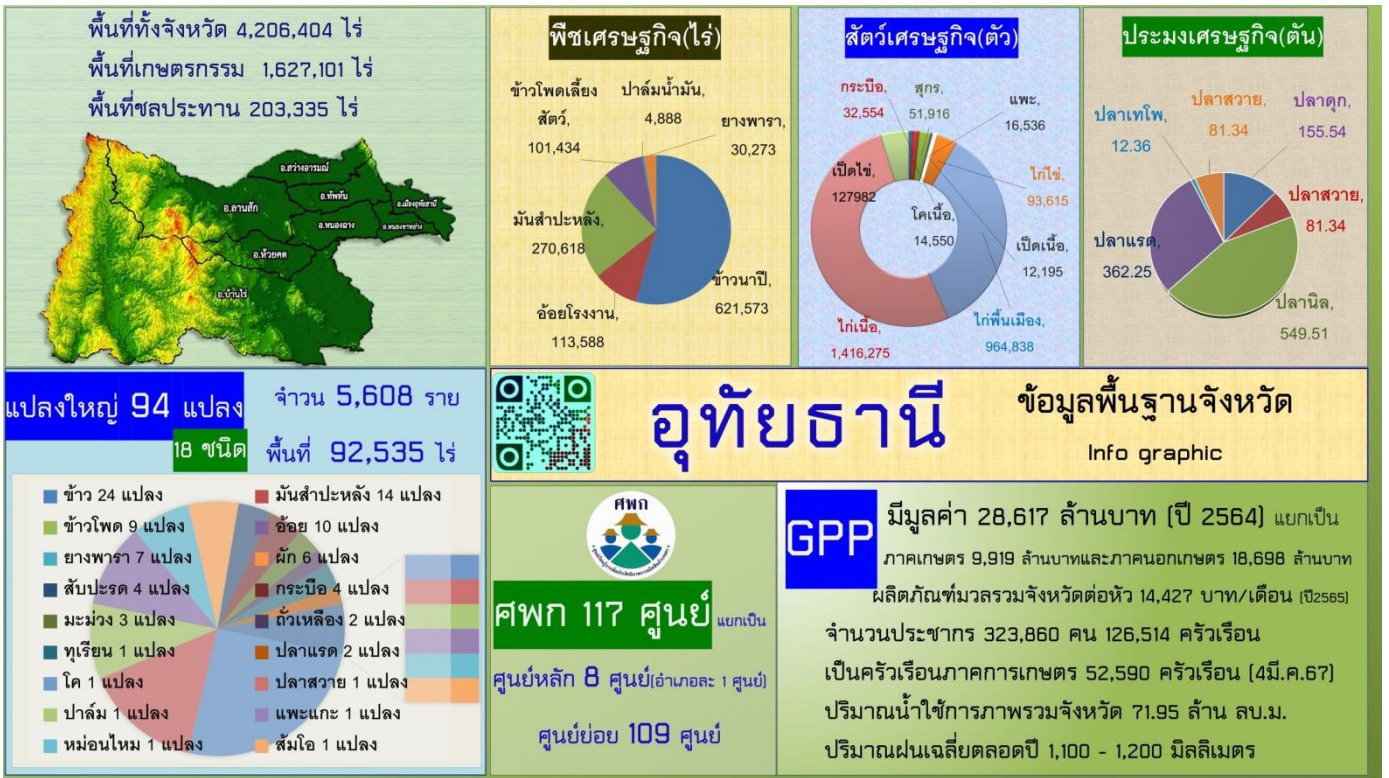 พื้นที่ทั้งจังหวัด 4,206,404 ไร่
พื้นที่เกษตรกรรม 1,627,101 ไร่
พื้นที่ชลประทาน 203,335 ไร่
อ.สว่างอารมณ์
อ.ทัพทัน
อ.เมืองอุทัยธานี
อ.ลานสัก
อ.หนองฉาง
อ.หนองขาหย่าง
อ.ห้วยคต
อ.บ้านไร่
พืชเศรษฐกิจ(ไร่)
ข้าวโพดเลี้ยง
สัตว์,
101,434
ปาล์มน้ำมัน,
4,888
ยางพารา,
30,273
มันสำปะหลัง,
270,618
อ้อยโรงงาน,
113,588
ข้าวนาปี,
621,573
สัตว์เศรษฐกิจ(ตัว)
กระบือ,
32,554
สุกร,
51,916
แพะ,
16,536
ไก่ไข่,
93,615
เป็ดไข่,
127982
โคเนื้อ,
14,550
เป็ดเนื้อ,
12,195
ไก่เนื้อ,
1,416,275
ไก่พื้นเมือง,
964,838
ประมงเศรษฐกิจ(ตัน)
ปลาเทโพ,
12.36
ปลาสวาย,
81.34
ปลาดุก,
155.54
ปลาสวาย,
81.34
ปลาแรด,
362.25
ปลานิล,
549.51
แปลงใหญ่ 94 แปลง
18 ชนิด
จำวน 5,608 ราย
พื้นที่ 92,535 ไร่
ข้าว 24 แปลง
มันสำปะหลัง 14 แปลง
ข้าวโพด 9 แปลง
อ้อย 10 แปลง
ยางพารา 7 แปลง
ผัก 6 แปลง
สับปะรด 4 แปลง
กระบือ 4 แปลง
มะม่วง 3 แปลง
ถั่วเหลือง 2 แปลง
ทุเรียน 1 แปลง
ปลาแรด 2 แปลง
โค 1 แปลง
ปลาสวาย 1 แปลง
ปาล์ม 1 แปลง
แพะแกะ 1 แปลง
หม่อนไหม 1 แปลง
ส้มโอ 1 แปลง
อุทัยธานี
ข้อมูลพื้นฐานจังหวัด
Info graphic
ศพก
ศพก 117 ศูนย์ แยกเป็น
ศูนย์หลัก 8 ศูนย์(อำเภอละ 1 ศูนย์)
ศูนย์ย่อย 109 ศูนย์
GPP
มีมูลค่า 28,617 ล้านบาท (ปี 2564) แยกเป็น
ภาคเกษตร 9,919 ล้านบาทและภาคนอกเกษตร 18,698 ล้านบาท
ผลิตภัณฑ์มวลรวมจังหวัดต่อหัว 14,427 บาท/เดือน (ปี2565)
จำนวนประชากร 323,860 คน 126,514 ครัวเรือน
เป็นครัวเรือนภาคการเกษตร 52,590 ครัวเรือน (4มี.ค.67)
ปริมาณน้ำใช้การภาพรวมจังหวัด 71.95 ล้าน ลบ.ม.
ปริมาณฝนเฉลี่ยตลอดปี 1,100 - 1,200 มิลลิเมตร